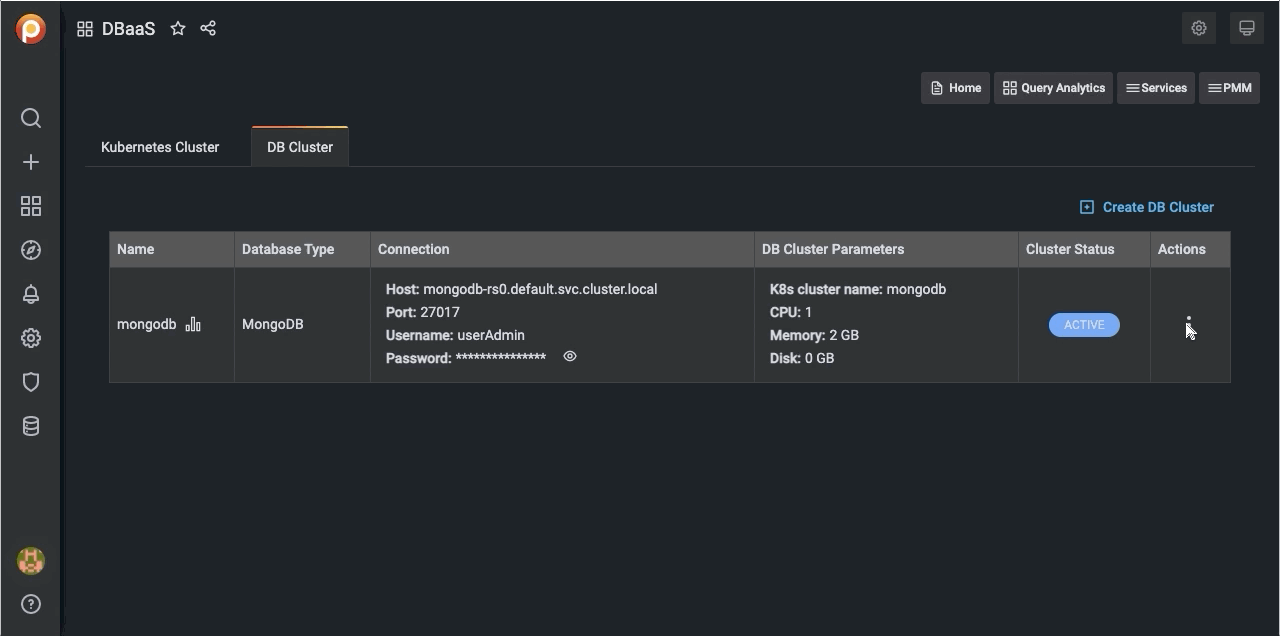 DBaaS
Home Query Analytics Services PMM
Kubernetes Cluster DB Cluster
Create DB Cluster
Name Database Type Connection DB Cluster Parameters Cluster Status Actions
mongodb MongoDB
Host: mongodb-rs0.default.svc.cluster.local
Port: 27017
Username: userAdmin
Password: ***************
K8s cluster name: mongodb
CPU: 1
Memory: 2 GB
Disk: 0 GB
ACTIVE